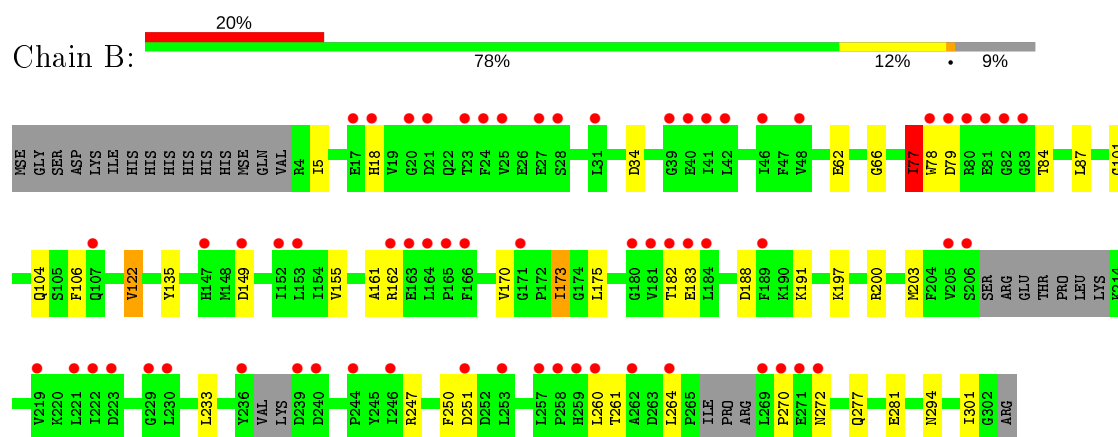 20%
Chain B:
78% 12% • 9%
MSE GLY SER ASP LYS ILE HIS HIS HIS HIS HIS HIS MSE GLN VAL R4 I5 E17 H18 V19 G20 D21 Q22 T23 F24 V25 E26 E27 S28 L31 D34 G39 E40 I41 L42 I46 F47 V48 E62 G66 I77 W78 D79 R80 E81 G82 G83 T84 L87
Q104 S105 F106 Q107 V122 Y135 H147 M148 D149 I152 L153 I154 V155 A161 R162 E163 L164 P165 F166 V170 G171 P172 I173 G174 L175 G180 V181 T182 E183 L184 D188 F189 K190 K191 K197 R200 M203 F204 V205 S206 SER ARG GLU THR PRO LEU LYS K214
V219 K220 L221 I222 D223 G229 L230 L233 Y236 VAL LYS D239 D240 P244 Y245 I246 R247 F250 D251 D252 L253 L257 P258 H259 L260 T261 A262 D263 L264 P265 ILE PRO ARG L269 P270 E271 N272 Q277 E281 N294 I301 G302 ARG